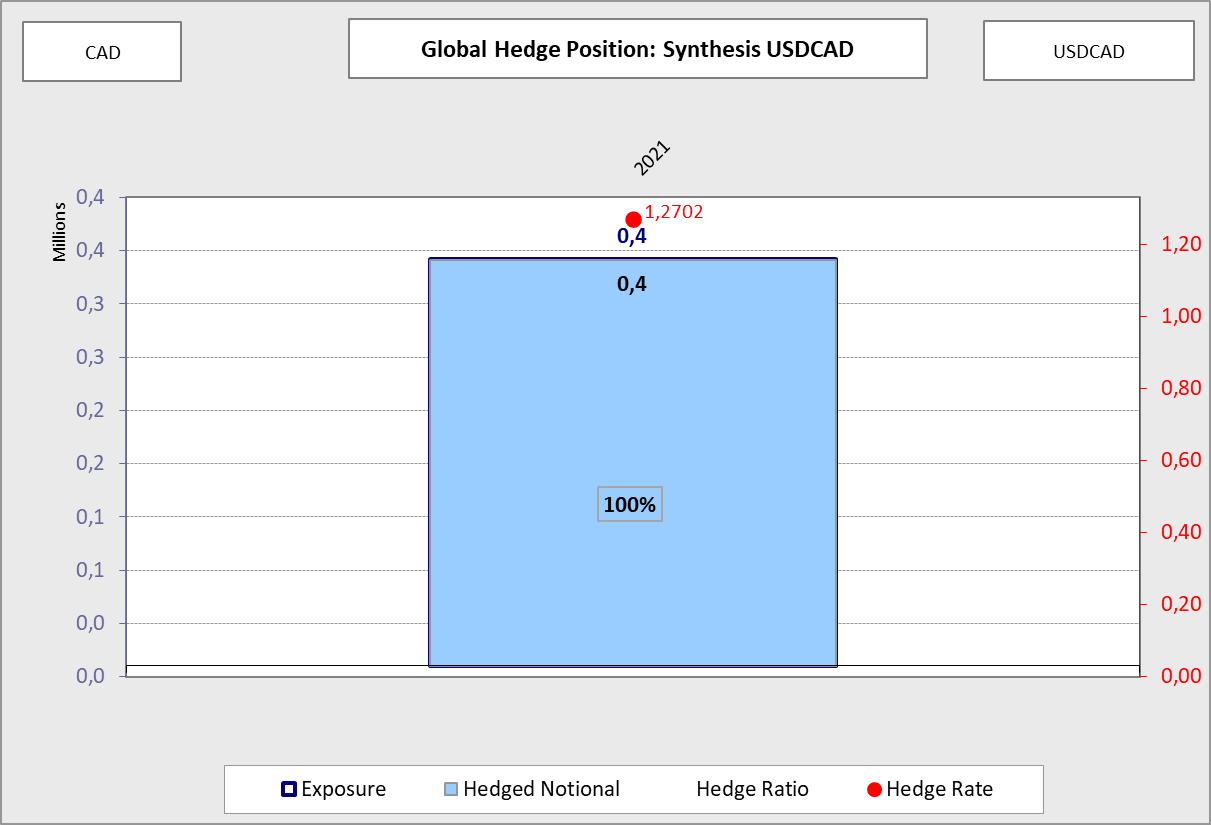 CAD
Global Hedge Position: Synthesis USDCAD
USDCAD
2021
Millions
0,4
0,4
0,3
0,3
0,2
0,2
0,1
0,1
0,0
0,0
1,2702
0,4
0,4
100%
1,20
1,00
0,80
0,60
0,40
0,20
0,00
Exposure
Hedged Notional
Hedge Ratio
Hedge Rate